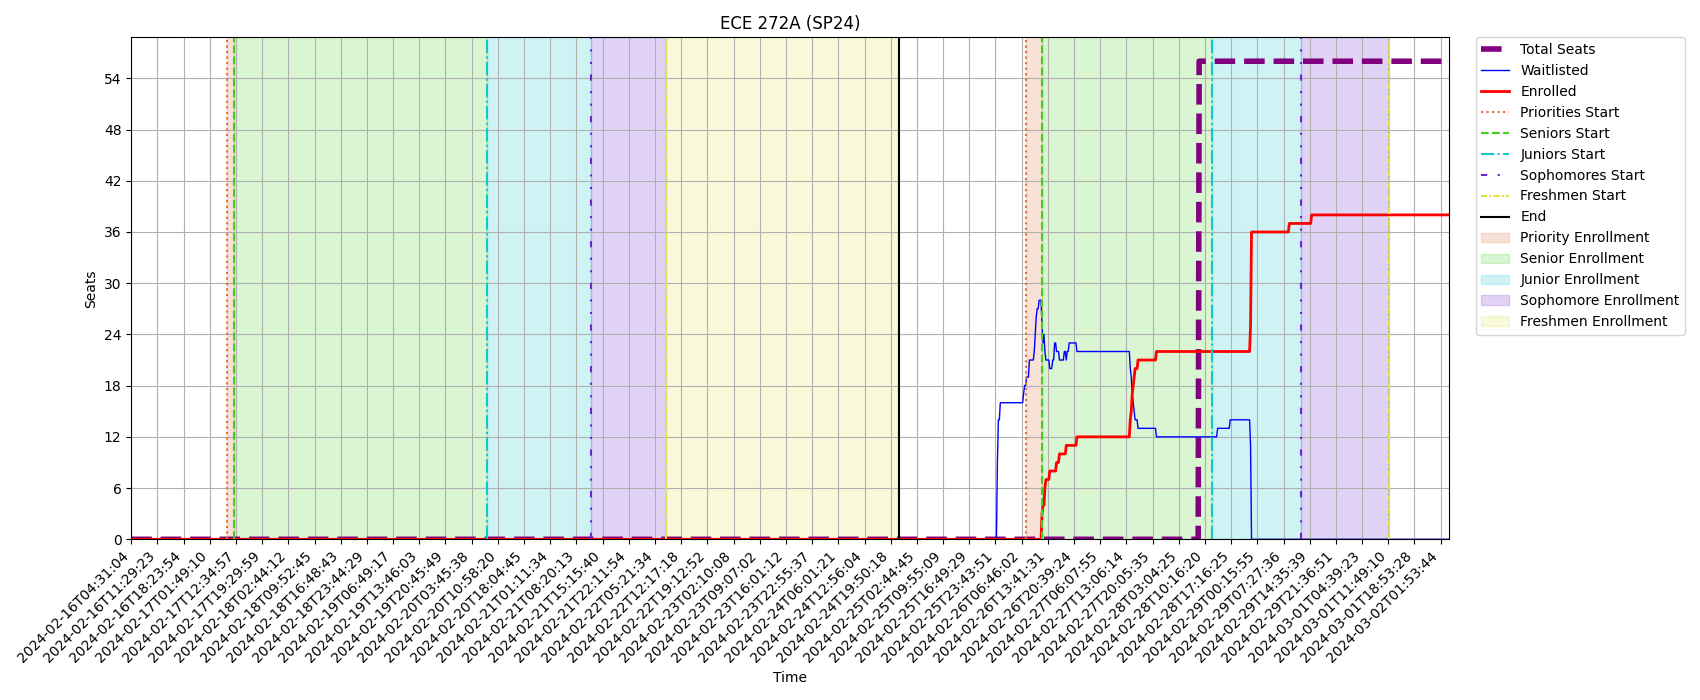 ECE 272A (SP24)
Seats
54
48
42
36
30
24
18
12
6
0
2024-02-16T04:31:04
2024-02-16T11:29:23
2024-02-16T18:23:54
2024-02-17T01:49:10
2024-02-17T12:34:57
2024-02-17T19:29:59
2024-02-18T02:44:12
2024-02-18T09:52:45
2024-02-18T16:48:43
2024-02-18T23:44:29
2024-02-19T06:49:17
2024-02-19T13:46:03
2024-02-19T20:45:49
2024-02-20T03:45:38
2024-02-20T10:58:20
2024-02-20T18:04:45
2024-02-21T01:11:34
2024-02-21T08:20:13
2024-02-21T15:15:40
2024-02-21T22:11:54
2024-02-22T05:21:34
2024-02-22T12:17:18
2024-02-22T19:12:52
2024-02-23T02:10:08
2024-02-23T09:07:02
2024-02-23T16:01:12
2024-02-23T22:55:37
2024-02-24T06:01:21
2024-02-24T12:56:04
2024-02-24T19:50:18
2024-02-25T02:44:45
2024-02-25T09:55:09
2024-02-25T16:49:29
2024-02-25T23:43:51
2024-02-26T06:46:02
2024-02-26T13:41:31
2024-02-26T20:39:24
2024-02-27T06:07:55
2024-02-27T13:06:14
2024-02-27T20:05:35
2024-02-28T03:04:25
2024-02-28T10:16:20
2024-02-28T17:16:25
2024-02-29T00:15:55
2024-02-29T07:27:36
2024-02-29T14:35:39
2024-02-29T21:36:51
2024-03-01T04:39:23
2024-03-01T11:49:10
2024-03-01T18:53:28
2024-03-02T01:53:44
Time
Total Seats
Waitlisted
Enrolled
Priorities Start
Seniors Start
Juniors Start
Sophomores Start
Freshmen Start
End
Priority Enrollment
Senior Enrollment
Junior Enrollment
Sophomore Enrollment
Freshmen Enrollment